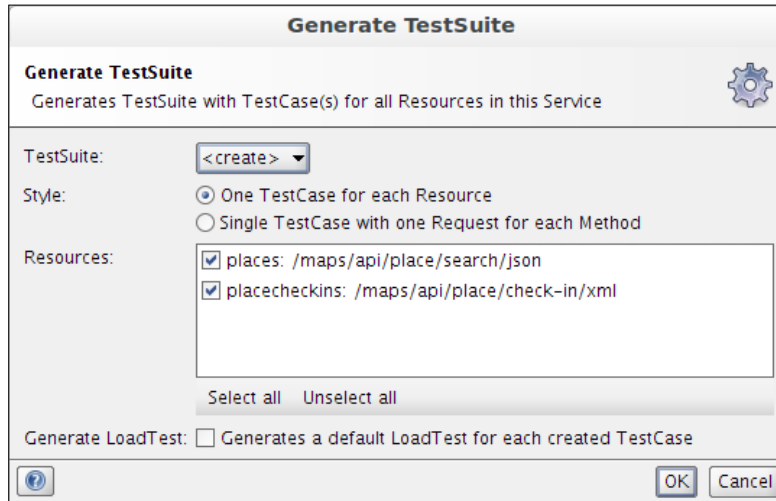 Generate TestSuite
Generate TestSuite
Generates TestSuite with TestCase(s) for all Resources in this Service
TestSuite: <create>
Style: One TestCase for each Resource
Single TestCase with one Request for each Method
Resources: places: /maps/api/place/search/json
placecheckins: /maps/api/place/check-in/xml
Select all Unselect all
Generate LoadTest: Generates a default LoadTest for each created TestCase
? OK Cancel